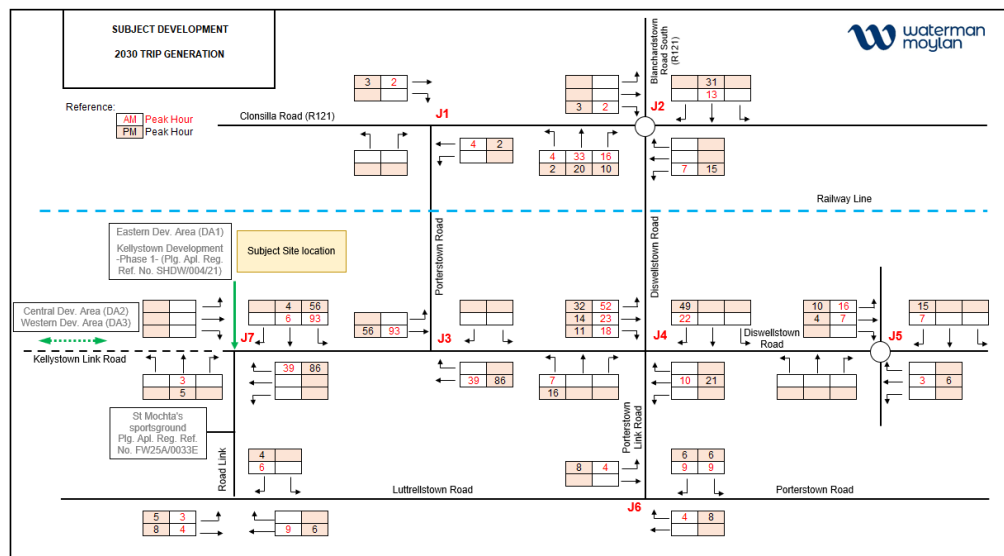 SUBJECT DEVELOPMENT
2030 TRIP GENERATION
waterman
moylan
Blanchardstown
Road South
(R121)
Reference:
AM Peak Hour
PM Peak Hour
3 2
J1
3 2
31
13
J2
Clonsilla Road (R121)
4 2
4 33 16
2 20 10
7 15
Railway Line
Eastern Dev. Area (DA1)
Kellystown Development
-Phase 1- (Plg. Apl. Reg.
Ref. No. SHDW/004/21)
Subject Site location
Porterstown Road
Diswellstown Road
Central Dev. Area (DA2)
Western Dev. Area (DA3)
4 56
6 93
56 93
32 52
14 23
11 18
49
22
10 16
4 7
15
7
J7
J3
J4
Diswellstown
Road
J5
Kellystown Link Road
3
5
39 86
39 86
7
16
10 21
3 6
St Mochta's
sportsground
Plg. Apl. Reg. Ref.
No. FW25A/0033E
Road Link
Porterstown
Link Road
4
6
8 4
6 6
9 9
Luttrellstown Road
Porterstown Road
J6
5 3
8 4
9 6
4 8